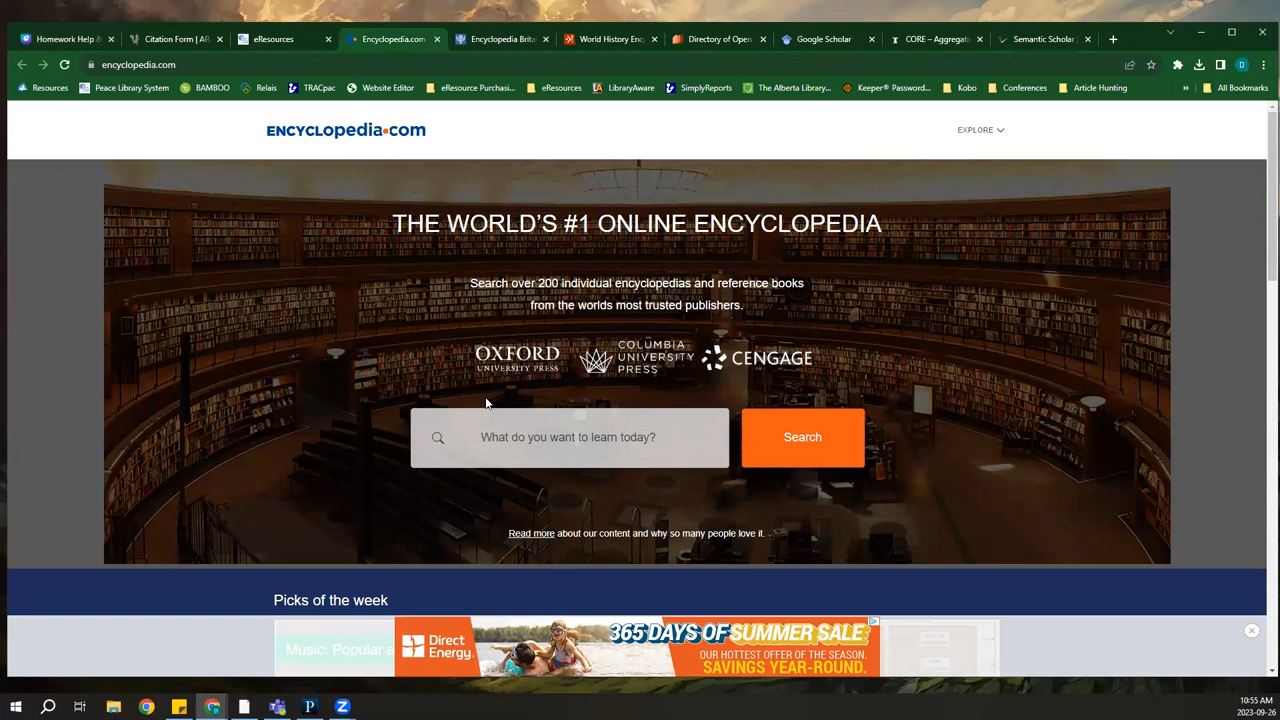 Homework Help &
Citation Form | AP
eResources
Encyclopedia.com
Encyclopedia Brita
World History Enc
Directory of Open
Google Scholar
CORE – Aggregati
Semantic Scholar
encyclopedia.com
D
Resources
Peace Library System
BAMBOO
Relais
TRACpac
Website Editor
eResource Purchasi...
eResources
LibraryAware
SimplyReports
The Alberta Library...
Keeper® Password...
Kobo
Conferences
Article Hunting
»
All Bookmarks
ENCYCLOpedia.com
EXPLORE
THE WORLD'S #1 ONLINE ENCYCLOPEDIA
Search over 200 individual encyclopedias and reference books
from the worlds most trusted publishers.
OXFORD
UNIVERSITY PRESS
COLUMBIA
UNIVERSITY
PRESS
CENGAGE
What do you want to learn today?
Search
Read more about our content and why so many people love it.
Picks of the week
Music: Popular a
Direct
Energy
365 DAYS OF SUMMER SALE
OUR HOTTEST OFFER OF THE SEASON.
SAVINGS YEAR-ROUND.
10:55 AM
2023-09-26